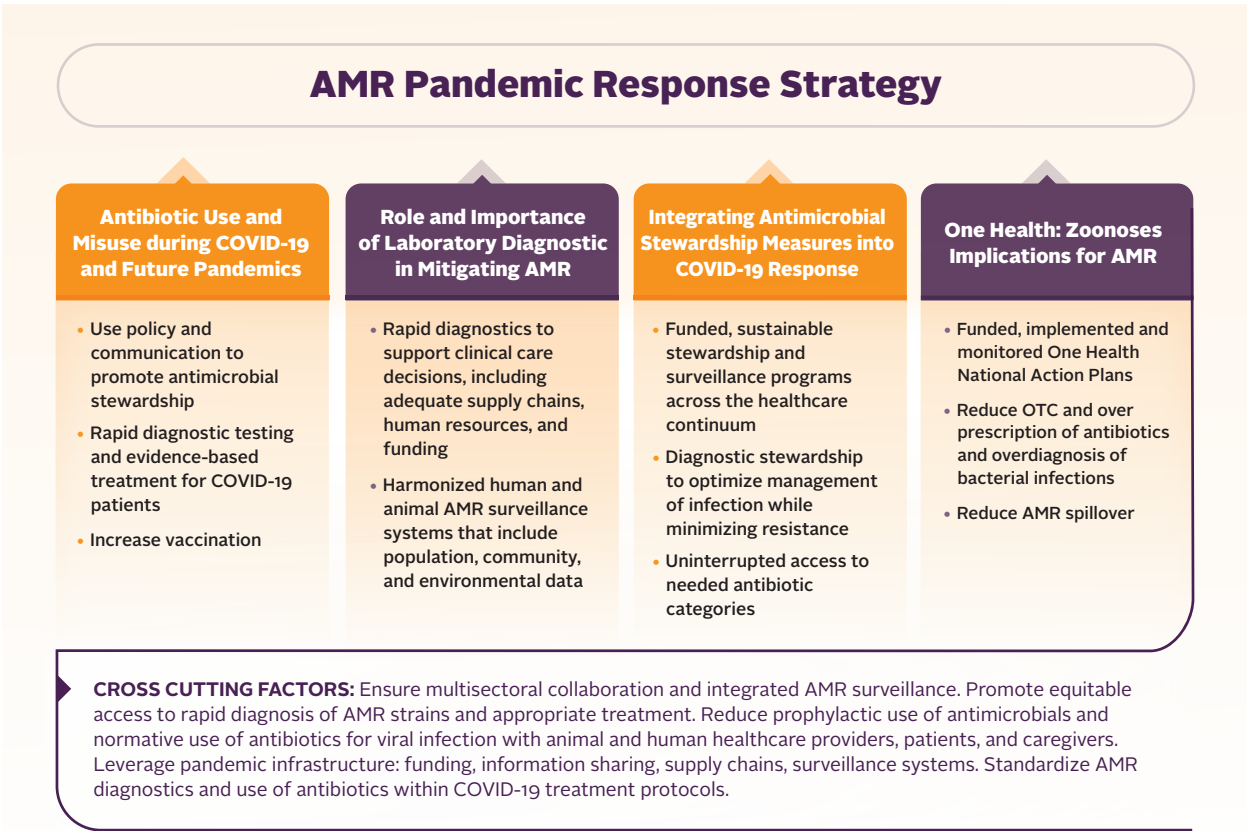 AMR Pandemic Response Strategy
Antibiotic Use and
Misuse during COVID-19
and Future Pandemics
• Use policy and
communication to
promote antimicrobial
stewardship
• Rapid diagnostic testing
and evidence-based
treatment for COVID-19
patients
• Increase vaccination
Role and Importance
of Laboratory Diagnostic
in Mitigating AMR
• Rapid diagnostics to
support clinical care
decisions, including
adequate supply chains,
human resources, and
funding
• Harmonized human and
animal AMR surveillance
systems that include
population, community,
and environmental data
Integrating Antimicrobial
Stewardship Measures into
COVID-19 Response
• Funded, sustainable
stewardship and
surveillance programs
across the healthcare
continuum
• Diagnostic stewardship
to optimize management
of infection while
minimizing resistance
• Uninterrupted access to
needed antibiotic
categories
One Health: Zoonoses
Implications for AMR
• Funded, implemented and
monitored One Health
National Action Plans
• Reduce OTC and over
prescription of antibiotics
and overdiagnosis of
bacterial infections
• Reduce AMR spillover
CROSS CUTTING FACTORS: Ensure multisectoral collaboration and integrated AMR surveillance. Promote equitable
access to rapid diagnosis of AMR strains and appropriate treatment. Reduce prophylactic use of antimicrobials and
normative use of antibiotics for viral infection with animal and human healthcare providers, patients, and caregivers.
Leverage pandemic infrastructure: funding, information sharing, supply chains, surveillance systems. Standardize AMR
diagnostics and use of antibiotics within COVID-19 treatment protocols.